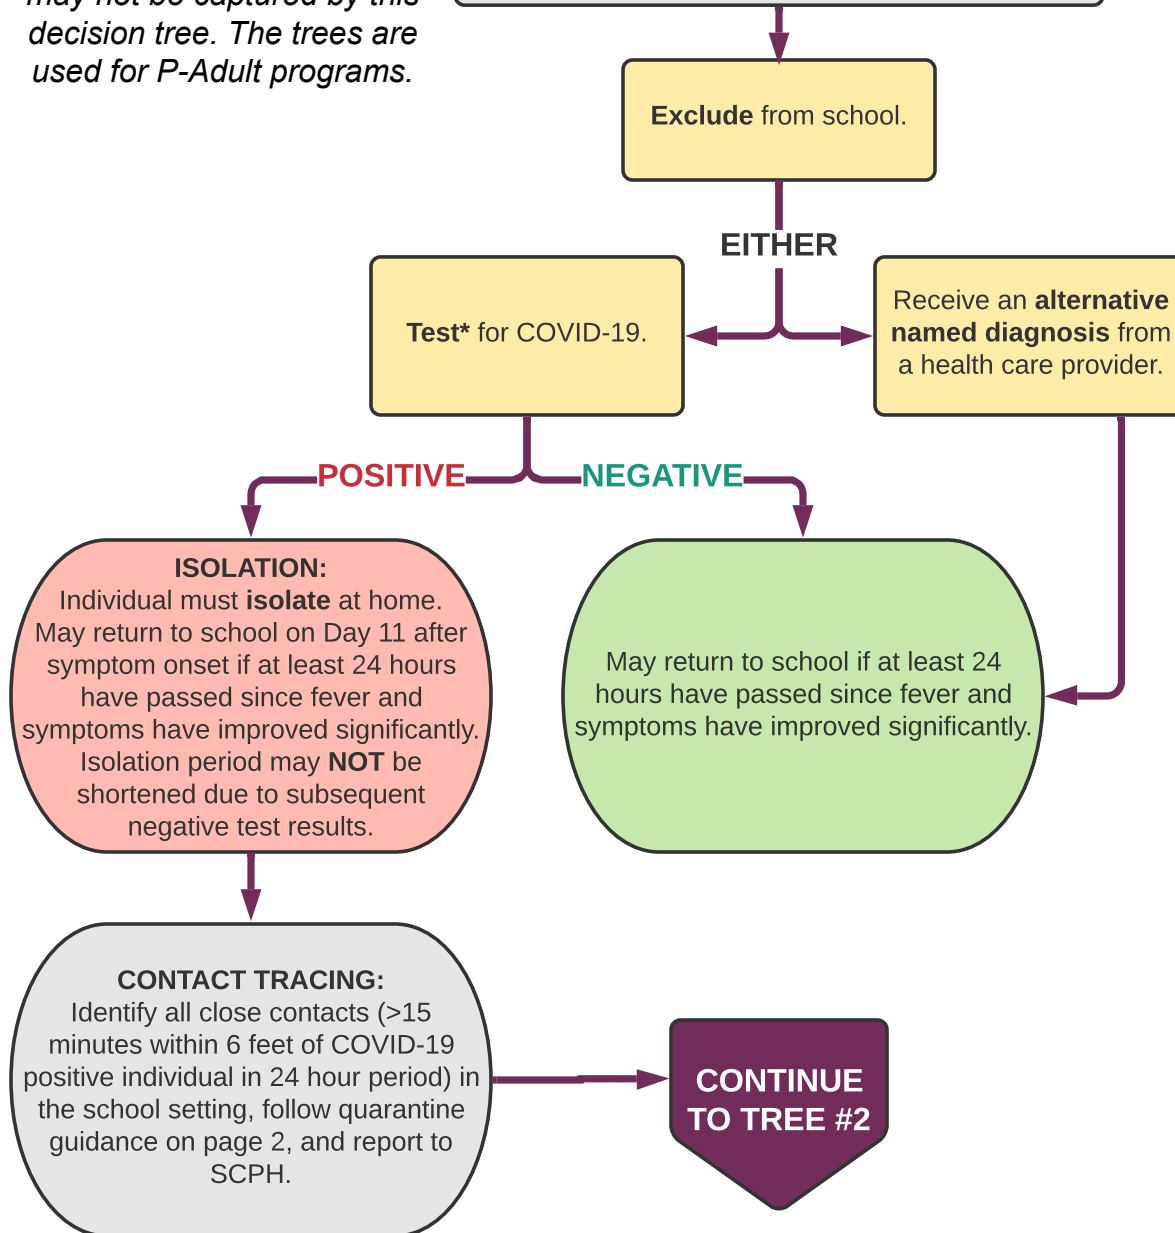 may not be captured by this
decision tree. The trees are
used for P-Adult programs.
Exclude from school.
EITHER
Test* for COVID-19.
Receive an alternative
named diagnosis from
a health care provider.
POSITIVE
NEGATIVE
ISOLATION:
Individual must isolate at home.
May return to school on Day 11 after
symptom onset if at least 24 hours
have passed since fever and
symptoms have improved significantly.
Isolation period may NOT be
shortened due to subsequent
negative test results.
May return to school if at least 24
hours have passed since fever and
symptoms have improved significantly.
CONTACT TRACING:
Identify all close contacts (>15
minutes within 6 feet of COVID-19
positive individual in 24 hour period) in
the school setting, follow quarantine
guidance on page 2, and report to
SCPH.
CONTINUE
TO TREE #2